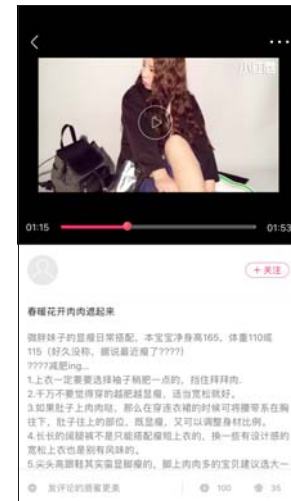 小红唇
01:15
01:53
+关注
春暖花开肉肉遮起来
微胖妹子的显瘦日常搭配，本宝宝净身高165，体重110或
115（好久没称，据说最近瘦了????)
????减肥ing...
1.上衣一定要要选择袖子稍肥一点的，挡住拜拜肉.
2.千万不要觉得穿的越肥越显瘦，适当宽松就好。
3.如果肚子上肉肉哒，那么在穿连衣裙的时候可将腰带系在胸
往下，肚子往上的部位，既显瘦，又可以调整身材比例。
4.长长的阔腿裤不是只能搭配瘦短上衣的，换一些有设计感的
宽松上衣也是别有风味的。
5.尖头高跟鞋其实蛮显脚瘦的，脚上肉肉多的宝贝建议选大一
发评论的唇蜜更美
100
35